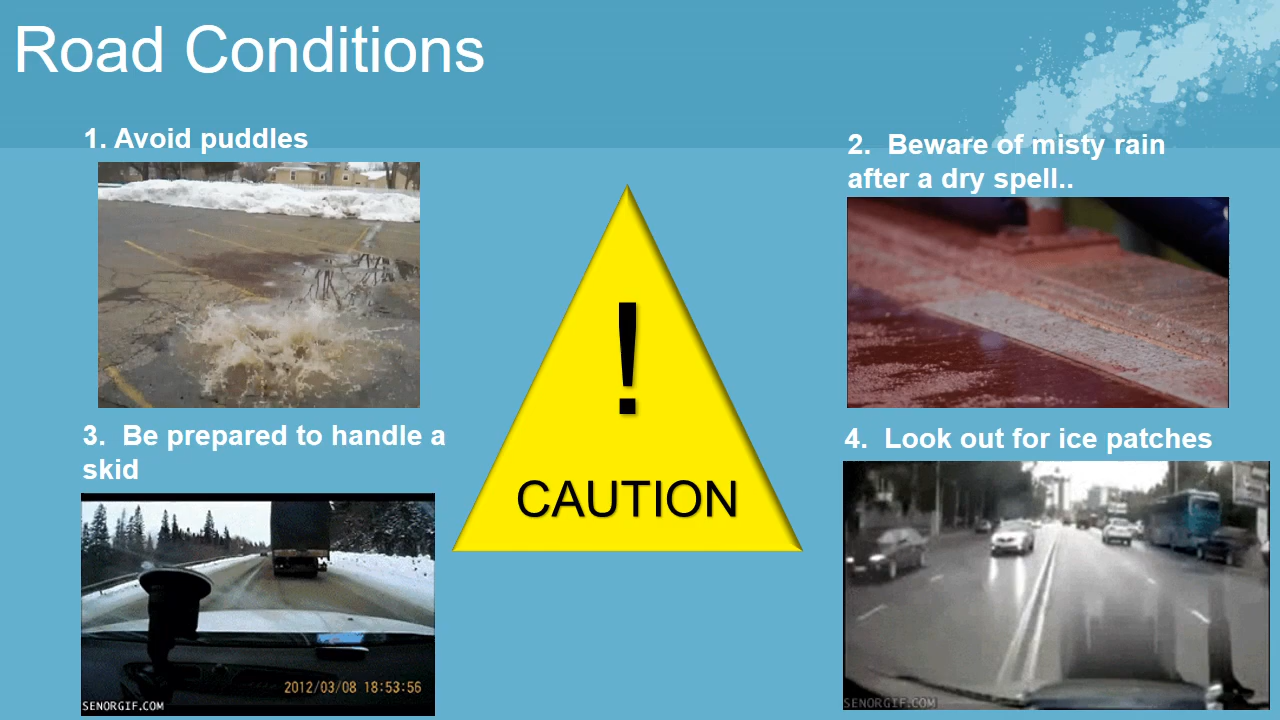 Road Conditions
1. Avoid puddles
2.  Beware of misty rain
after a dry spell..
!
CAUTION
3.  Be prepared to handle a
skid
4.  Look out for ice patches
2012/03/08 18:53:56
SENORGIF.COM
SENORGIF.COM